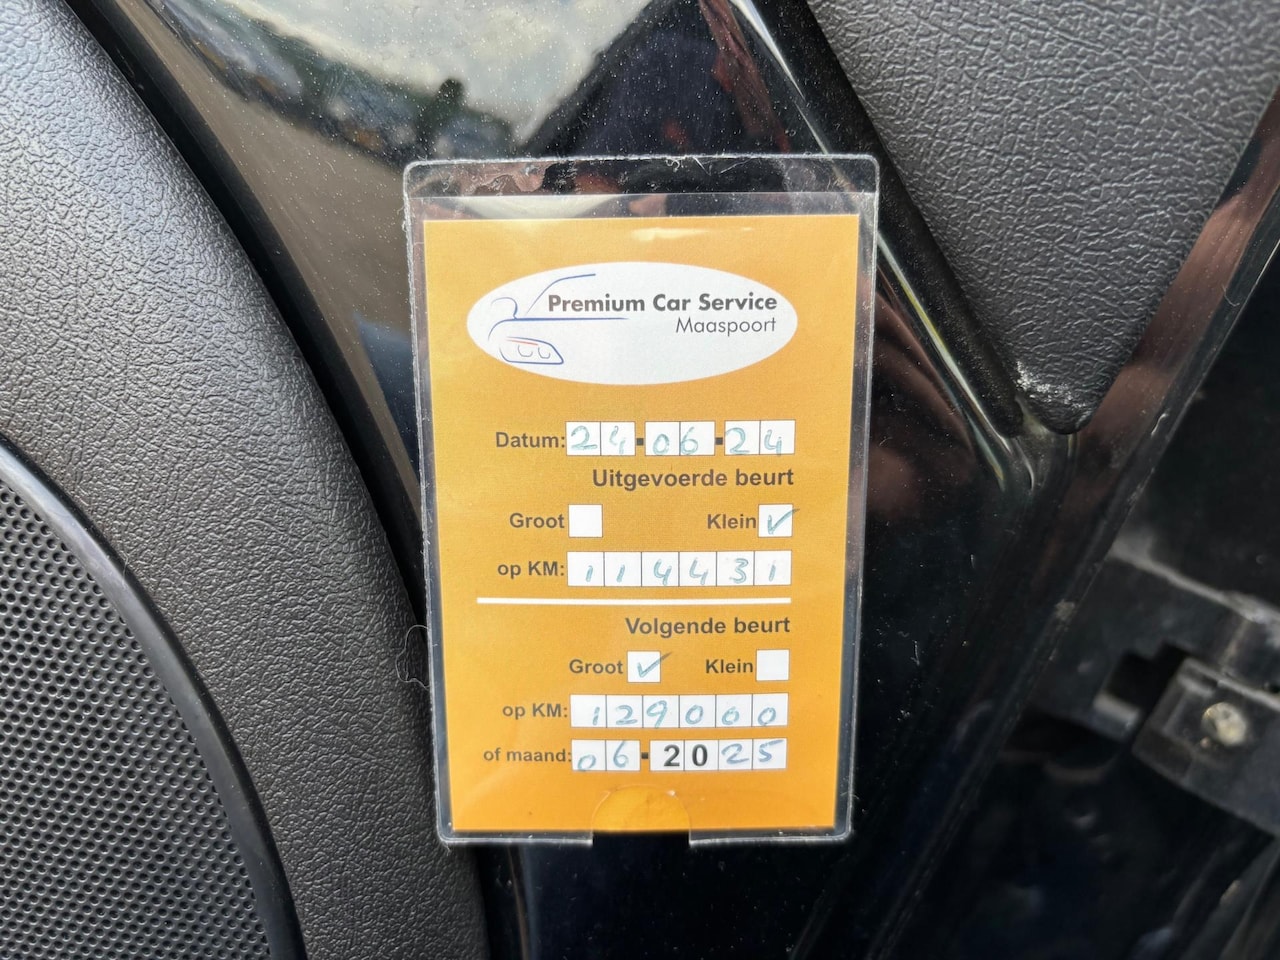 Premium Car Service
Maaspoort
Datum: 24-06-24
Uitgevoerde beurt
Groot Klein ✓
op KM: 114431
Volgende beurt
Groot ✓ Klein
op KM: 129000
of maand: 06-2025